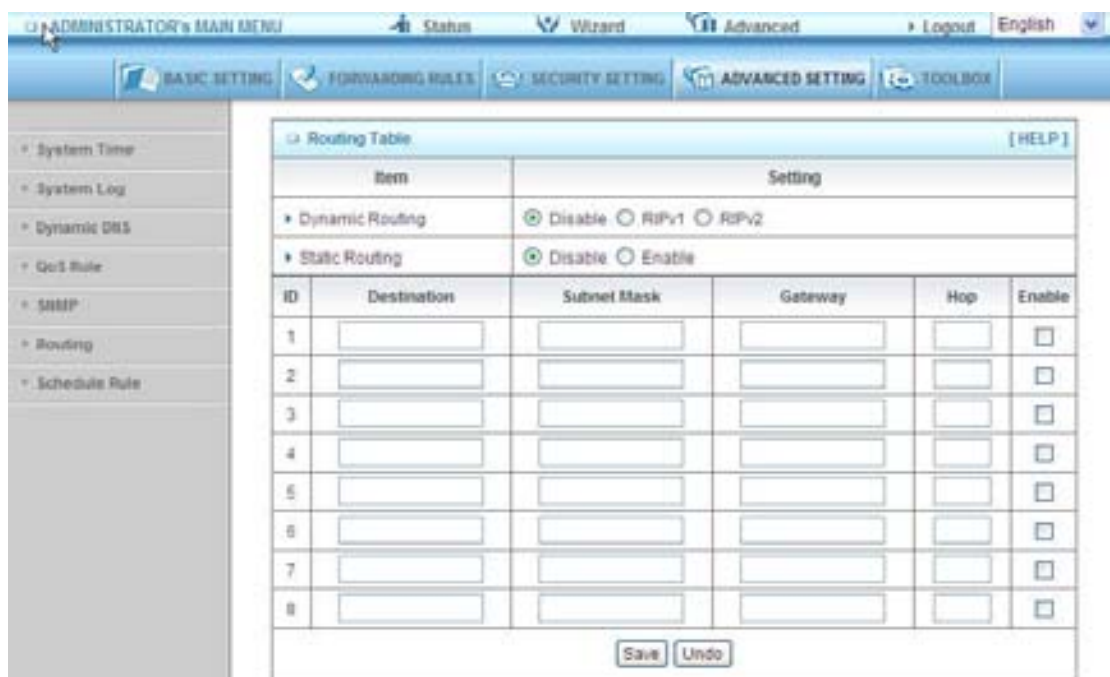 ADMINISTRATOR's MAIN MENU Status Wizard Advanced Logout English
BASIC SETTING FORWARDING RULES SECURITY SETTING ADVANCED SETTING TOOLBOX
System Time
System Log
Dynamic DNS
QoS Rule
SNMP
Routing
Schedule Rule
Routing Table [HELP]
Item Setting
Dynamic Routing Disable RIPv1 RIPv2
Static Routing Disable Enable
ID Destination Subnet Mask Gateway Hop Enable
1
2
3
4
5
6
7
8
Save Undo